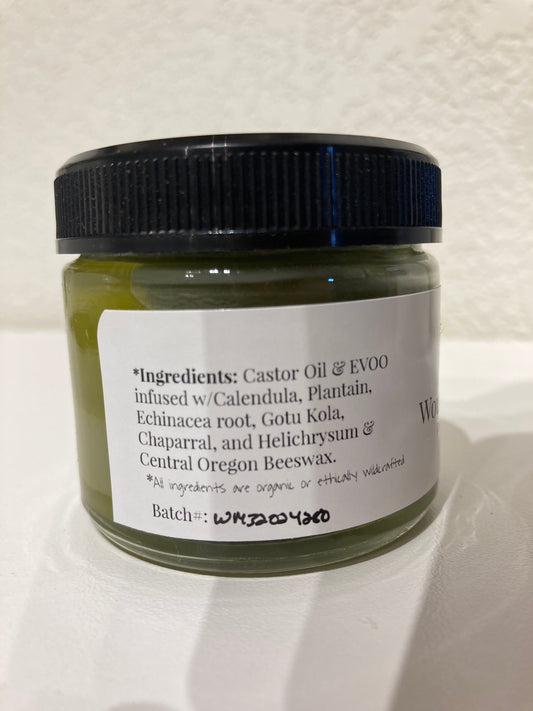 *Ingredients: Castor Oil & EVOO
infused w/Calendula, Plantain,
Echinacea root, Gotu Kola,
Chaparral, and Helichrysum &
Central Oregon Beeswax.
*All ingredients are organic or ethically wildcrafted
Batch#: